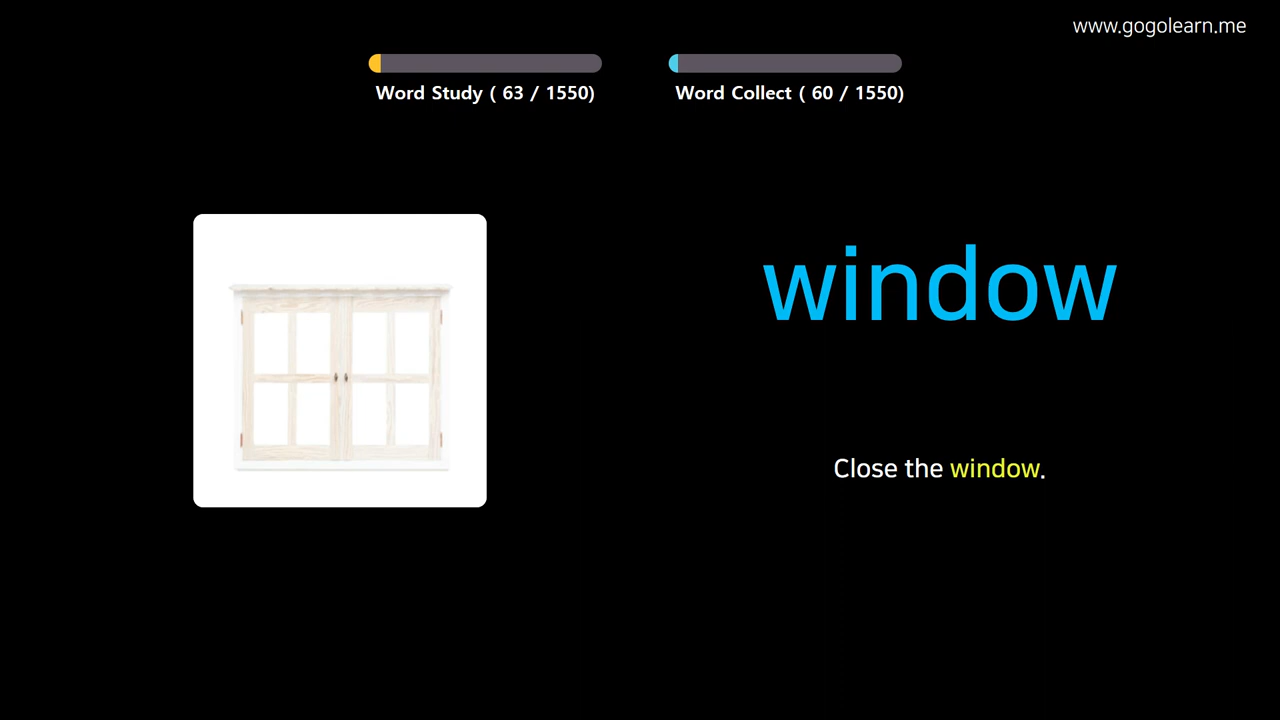 www.gogolearn.me
Word Study ( 63 / 1550)
Word Collect ( 60 / 1550)
window
Close the window.